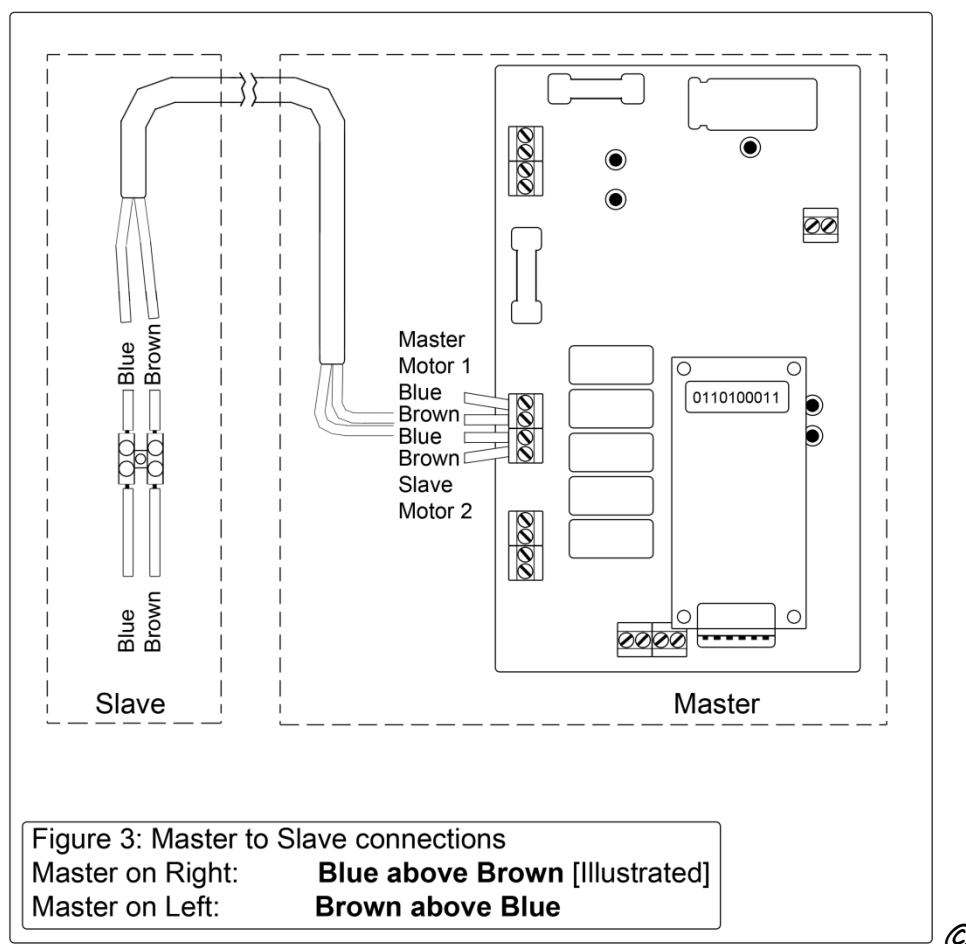 Master
Motor 1
Blue
Brown
Blue
Brown
Slave
Motor 2
0110100011
Blue
Brown
Blue
Brown
Slave
Master
Figure 3: Master to Slave connections
Master on Right: Blue above Brown [Illustrated]
Master on Left: Brown above Blue
©